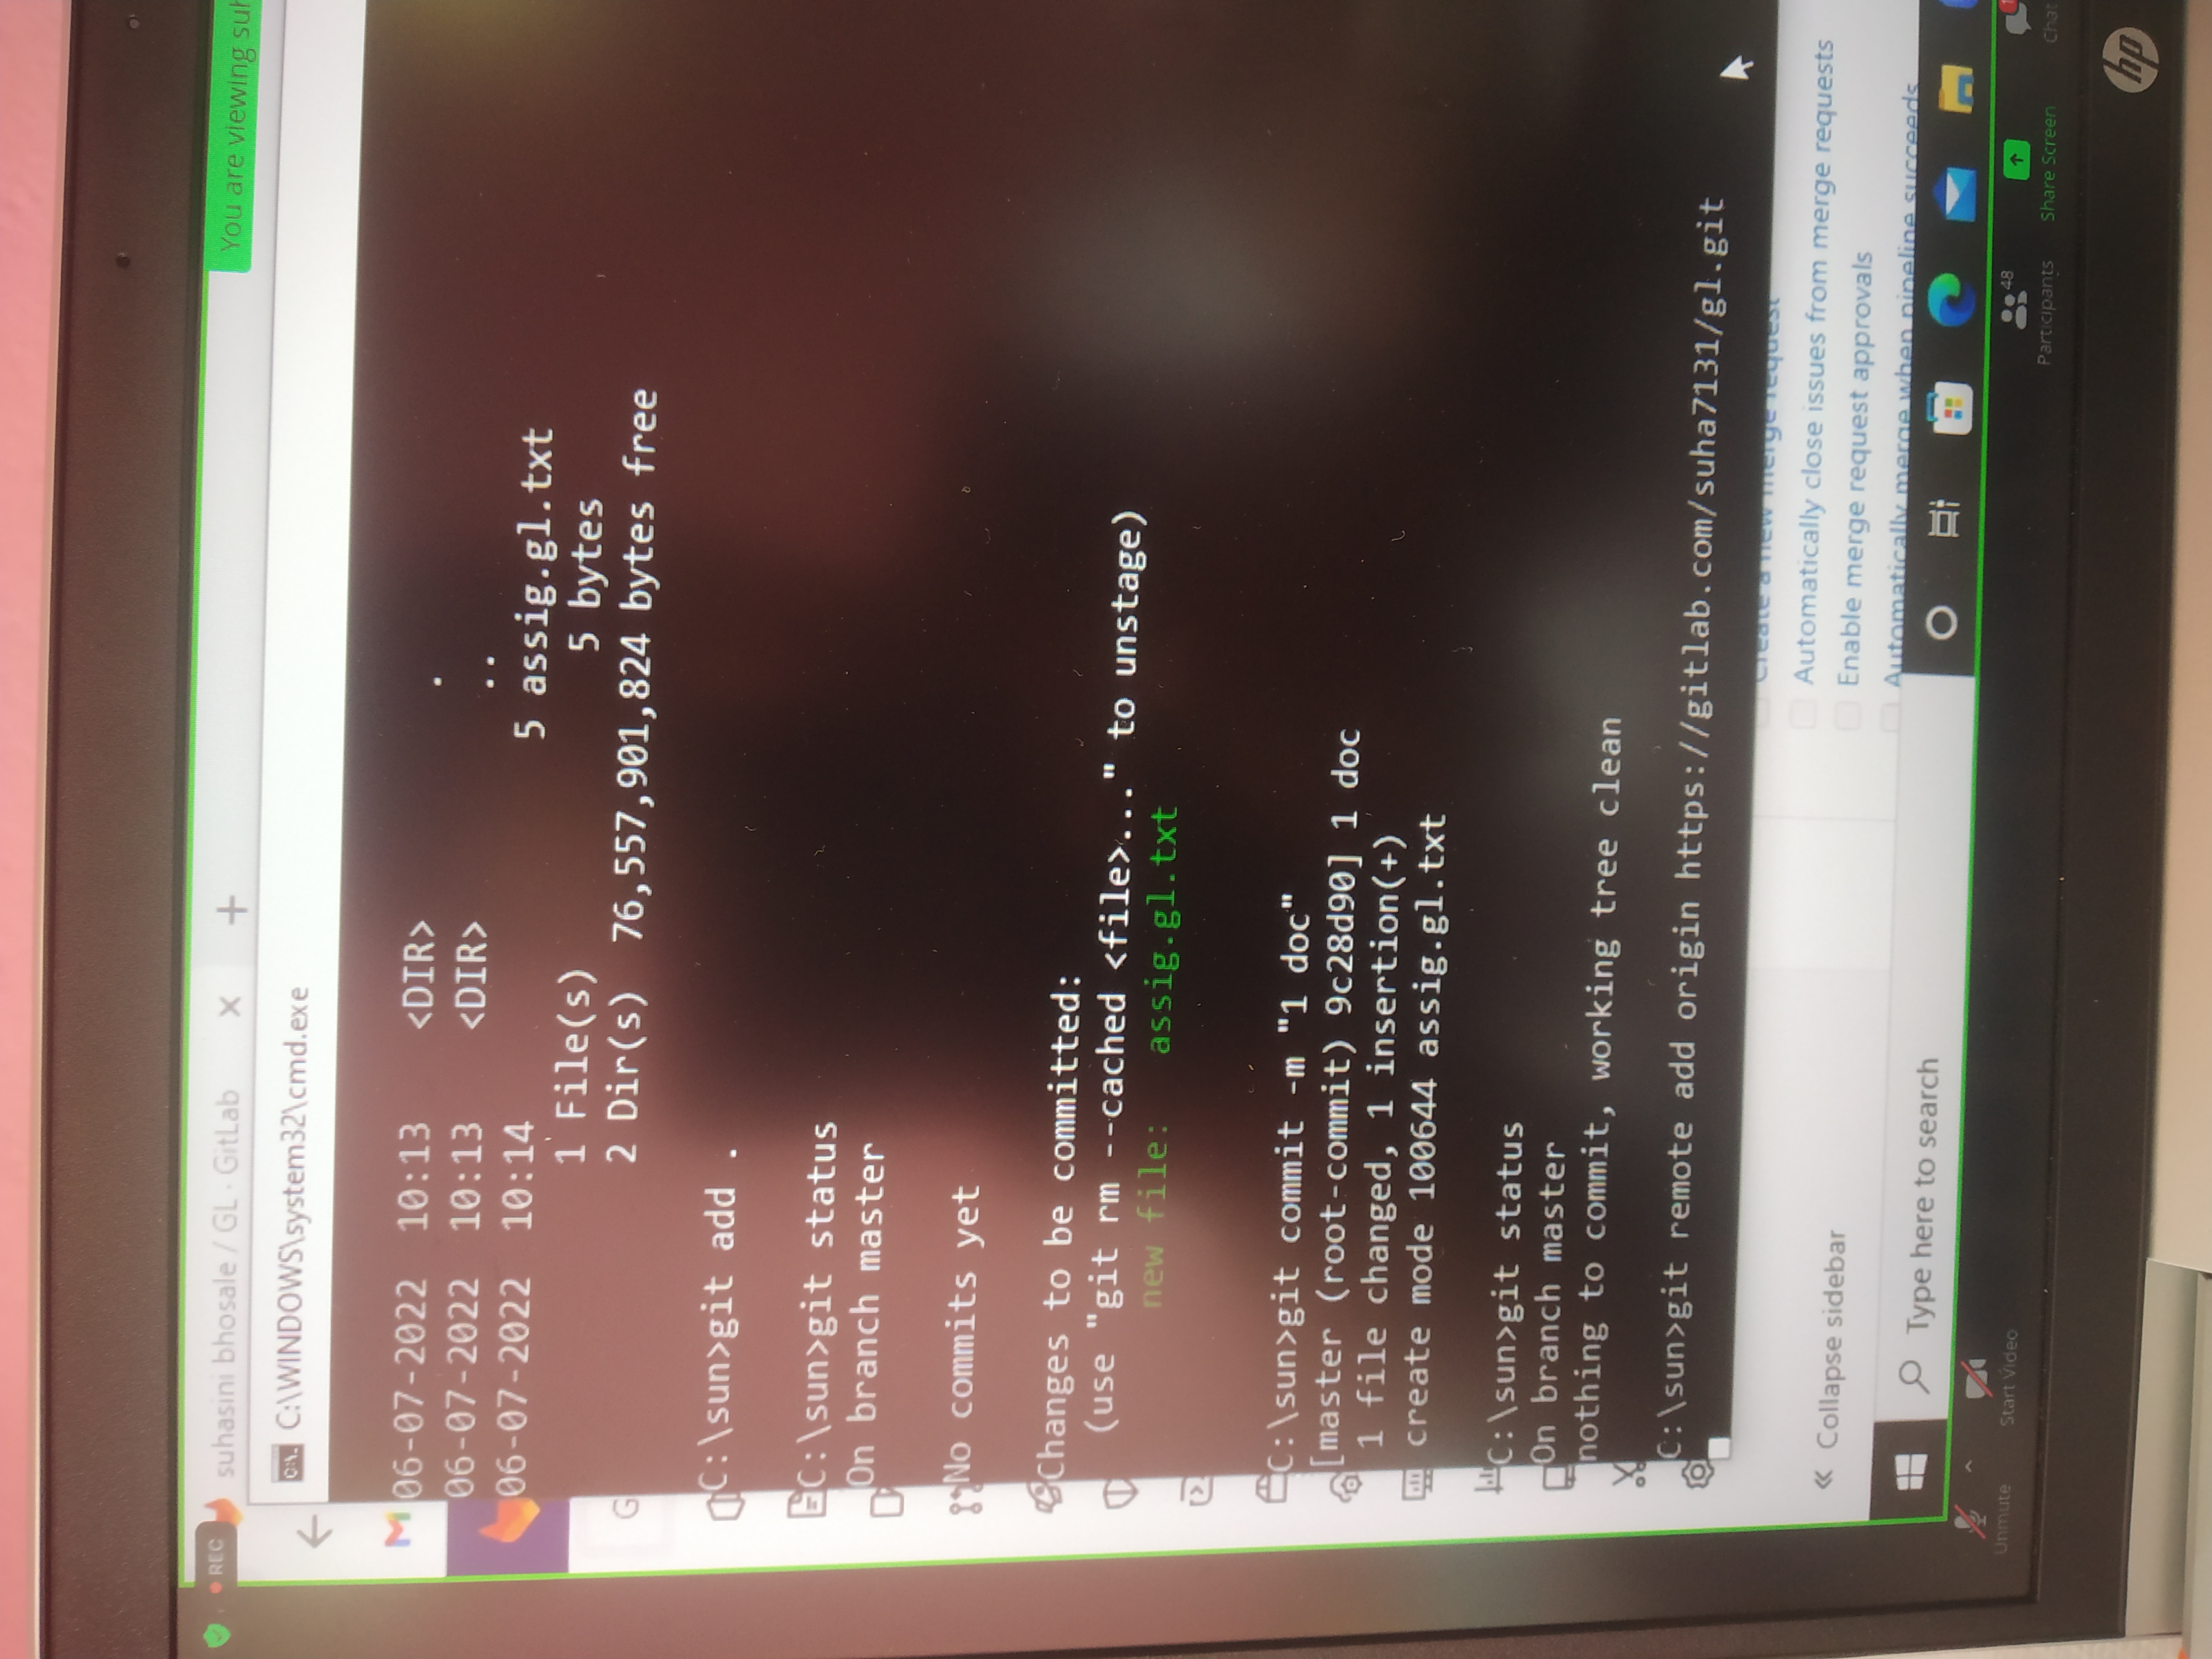 REC
suhasini bhosale / GL · GitLab
You are viewing suh
C:\WINDOWS\system32\cmd.exe
06-07-2022 10:13 <DIR> .
06-07-2022 10:13 <DIR> ..
06-07-2022 10:14 5 assig.gl.txt
1 File(s) 5 bytes
G
2 Dir(s) 76,557,901,824 bytes free
C:\sun>git add .
C:\sun>git status
On branch master
No commits yet
Changes to be committed:
(use "git rm --cached <file>..." to unstage)
new file: assig.gl.txt
C:\sun>git commit -m "1 doc"
[master (root-commit) 9c28d90] 1 doc
1 file changed, 1 insertion(+)
create mode 100644 assig.gl.txt
C:\sun>git status
On branch master
nothing to commit, working tree clean
C:\sun>git remote add origin https://gitlab.com/suha7131/gl.git
Create a new merge request
Automatically close issues from merge requests
Collapse sidebar
Enable merge request approvals
Automatically merge when pipeline succeeds
Type here to search
Unmute
Start Video
48
Participants
Share Screen
Chat
hp